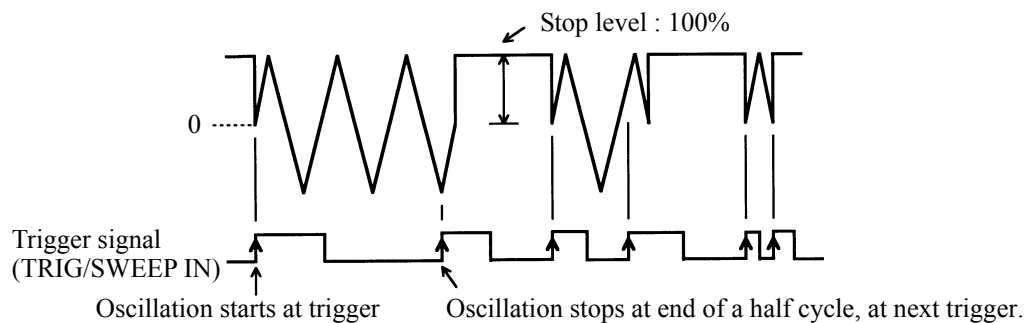 Stop level : 100%
0
Trigger signal
(TRIG/SWEEP IN)
Oscillation starts at trigger
Oscillation stops at end of a half cycle, at next trigger.